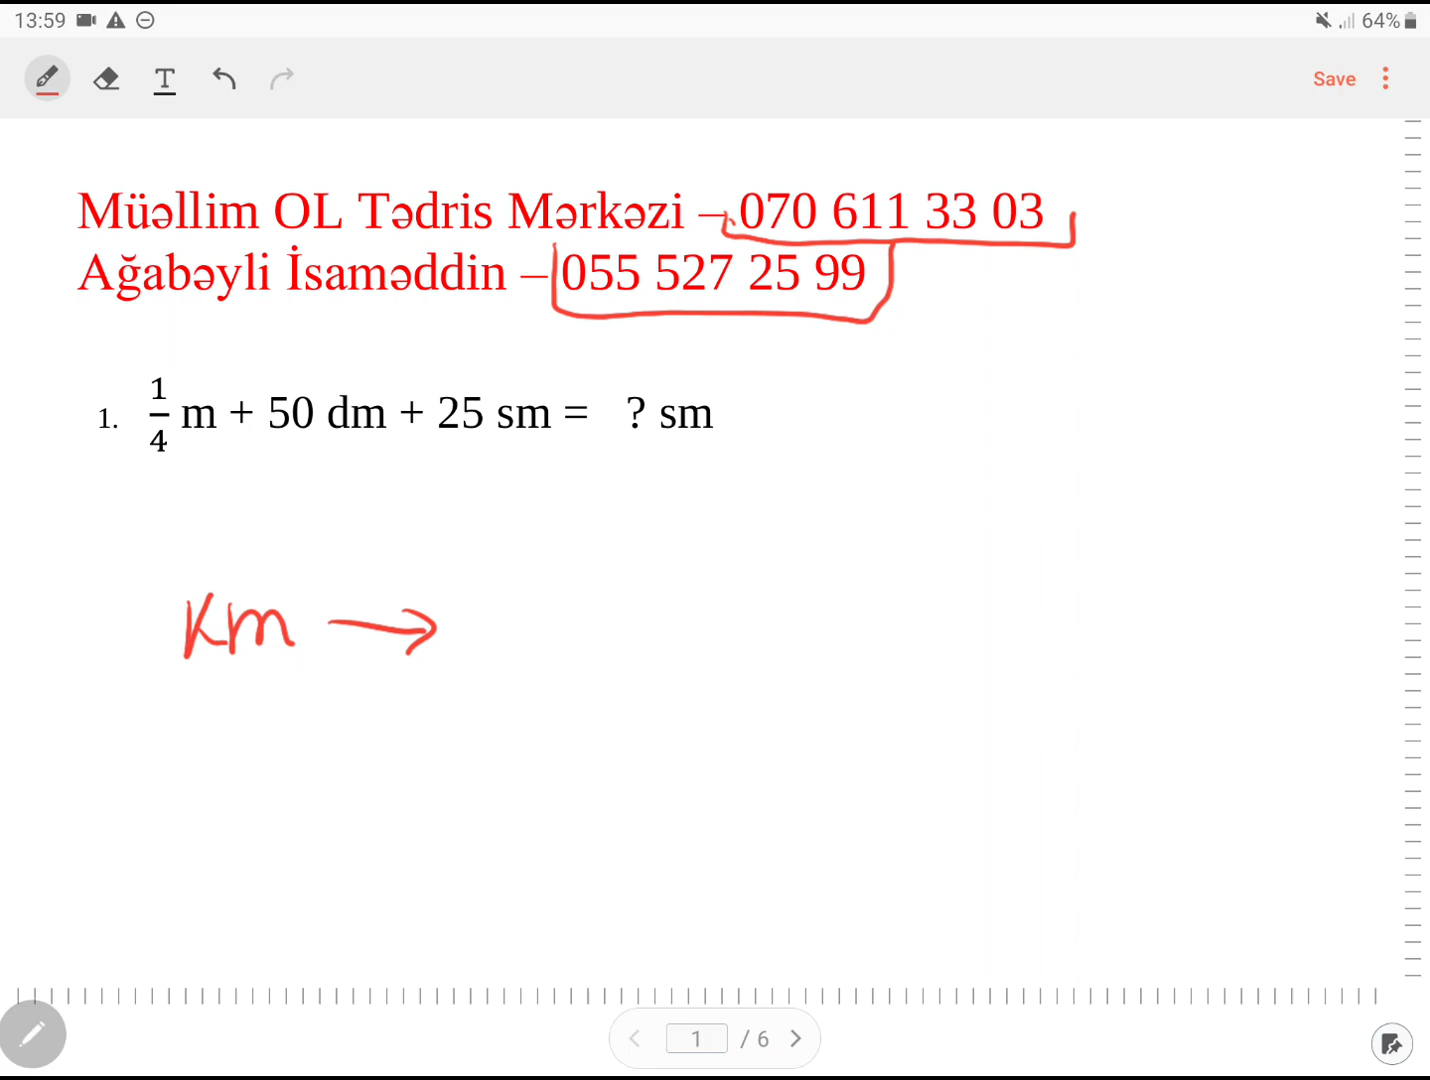 13:59 64%
T Save
Müəllim OL Tədris Mərkəzi – 070 611 33 03
Ağabəyli İsaməddin – 055 527 25 99
1. 1/4 m + 50 dm + 25 sm = ? sm
Km →
1 / 6